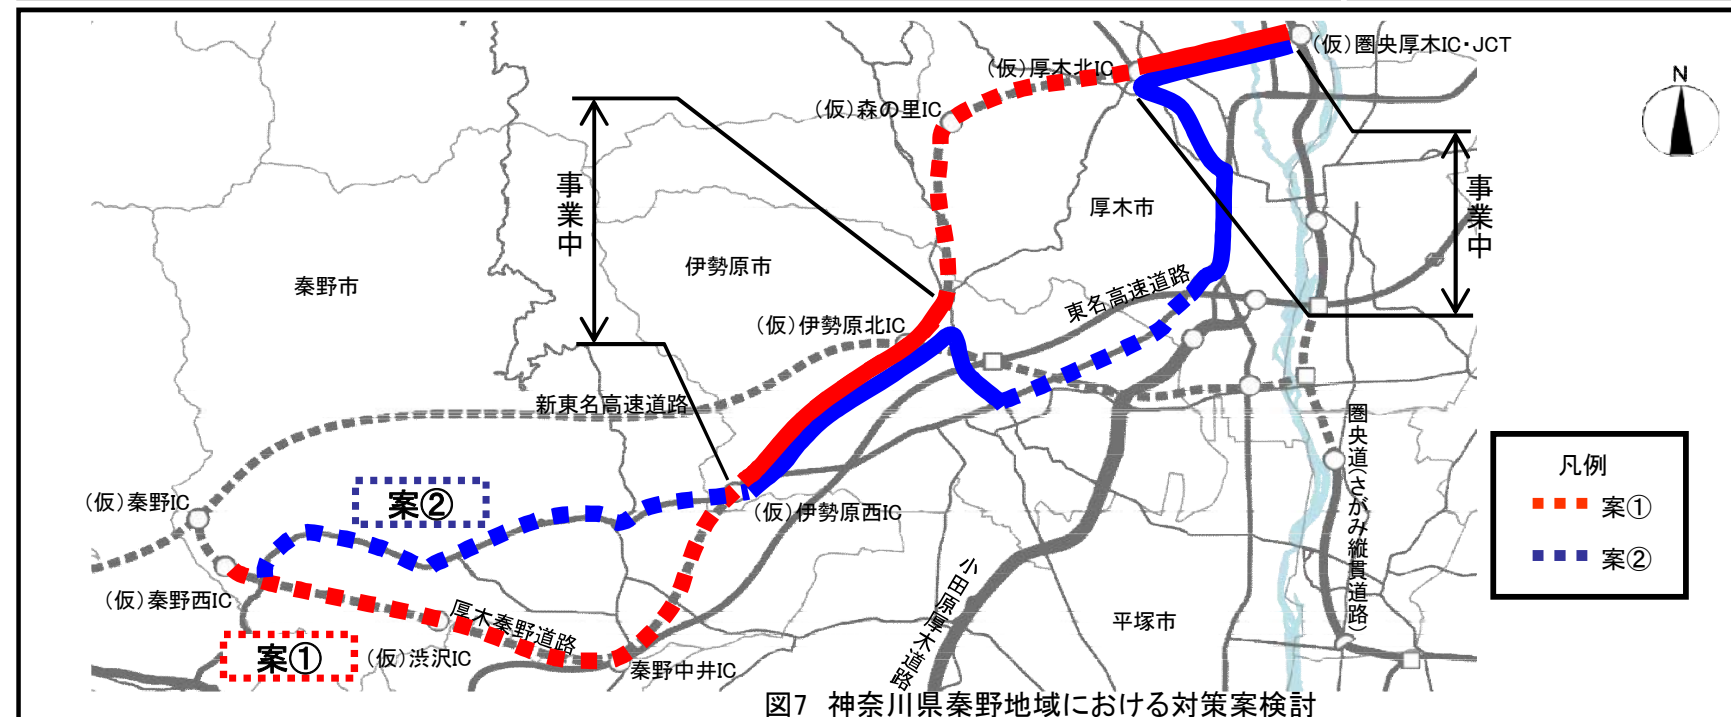 (仮)圏央厚木IC・JCT
(仮)厚木北IC
N
(仮)森の里IC
事業中
事業中
厚木市
伊勢原市
秦野市
東名高速道路
(仮)伊勢原北IC
新東名高速道路
圏央道(さがみ縦貫道路)
凡例
案①
案②
案②
(仮)秦野IC
(仮)伊勢原西IC
小田原厚木道路
(仮)秦野西IC
厚木秦野道路
平塚市
案①
(仮)渋沢IC
秦野中井IC
図7 神奈川県秦野地域における対策案検討